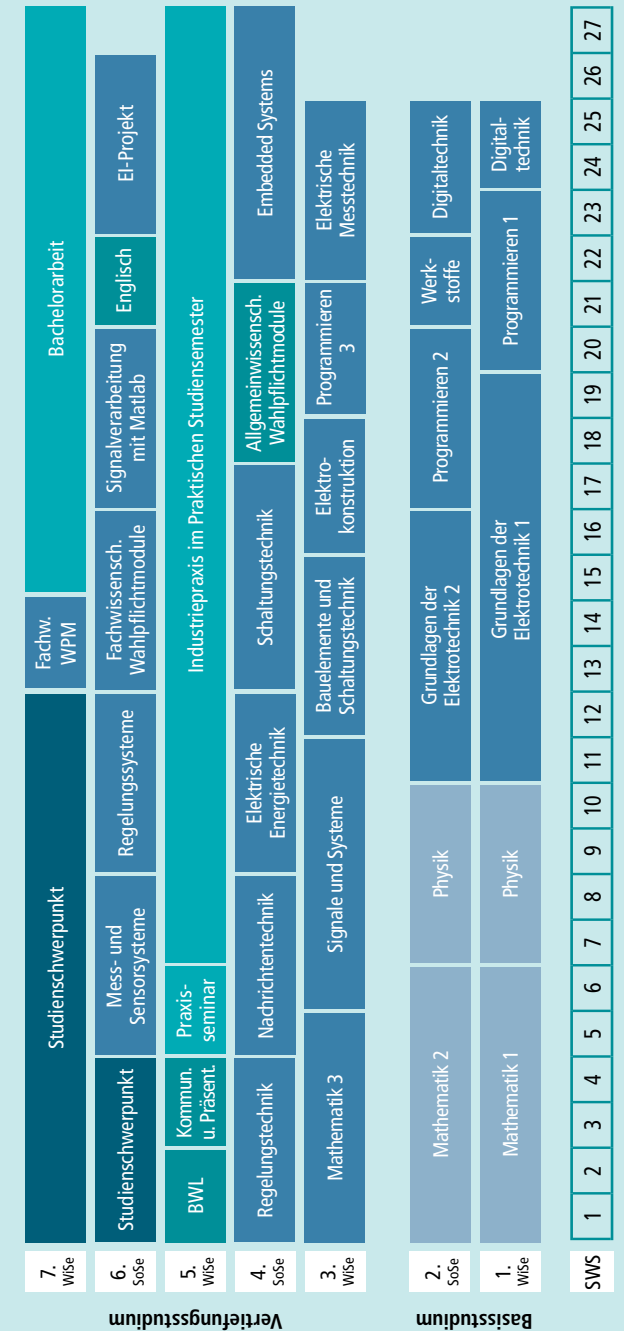 Vertiefungsstudium
7.
WiSe
Studienschwerpunkt
Fachw.
WPM
Bachelorarbeit
6.
SoSe
Studienschwerpunkt
Mess- und
Sensorsysteme
Regelungssysteme
Fachwissensch.
Wahlpflichtmodule
Signalverarbeitung
mit Matlab
Englisch
EI-Projekt
5.
WiSe
BWL
Kommun.
u. Präsent.
Praxis-
seminar
Industriepraxis im Praktischen Studiensemester
4.
SoSe
Regelungstechnik
Nachrichtentechnik
Elektrische
Energietechnik
Schaltungstechnik
Allgemeinwissensch.
Wahlpflichtmodule
Embedded Systems
3.
WiSe
Mathematik 3
Signale und Systeme
Bauelemente und
Schaltungstechnik
Elektro-
konstruktion
Programmieren
3
Elektrische
Messtechnik
Basisstudium
2.
SoSe
Mathematik 2
Physik
Grundlagen der
Elektrotechnik 2
Programmieren 2
Werk-
stoffe
Digitaltechnik
1.
WiSe
Mathematik 1
Physik
Grundlagen der
Elektrotechnik 1
Programmieren 1
Digital-
technik
SWS 1 2 3 4 5 6 7 8 9 10 11 12 13 14 15 16 17 18 19 20 21 22 23 24 25 26 27